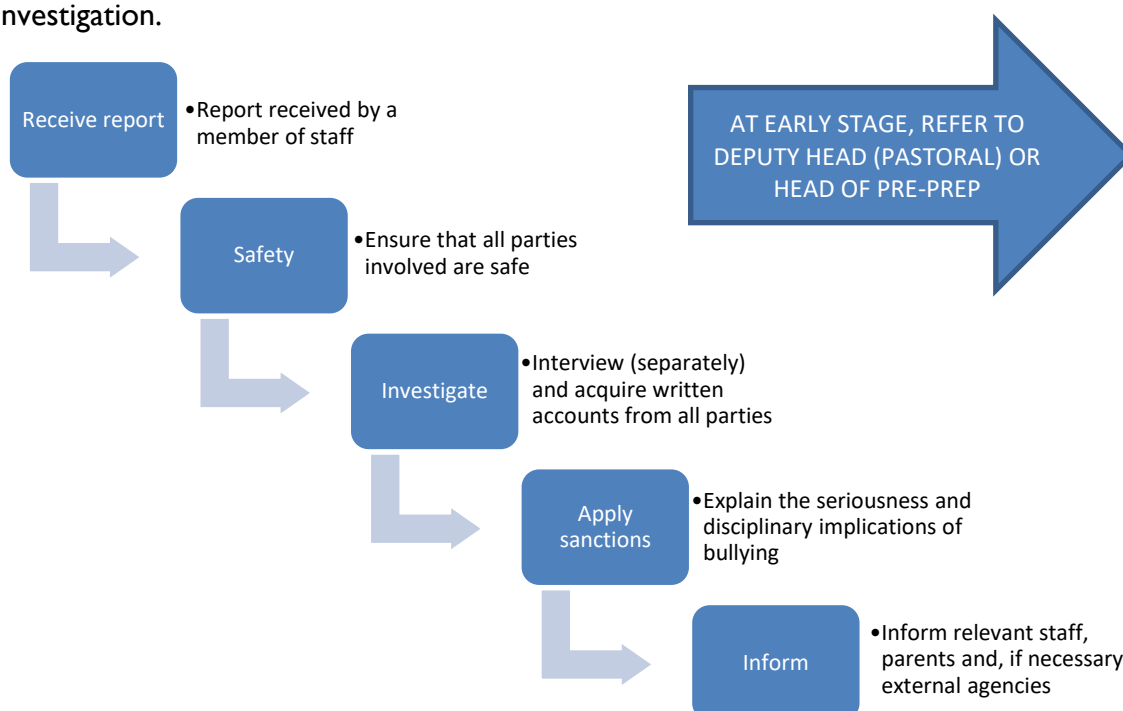 nvestigation.
Receive report
•Report received by a
member of staff
AT EARLY STAGE, REFER TO
DEPUTY HEAD (PASTORAL) OR
HEAD OF PRE-PREP
Safety
•Ensure that all parties
involved are safe
Investigate
•Interview (separately)
and acquire written
accounts from all parties
Apply
sanctions
•Explain the seriousness and
disciplinary implications of
bullying
Inform
•Inform relevant staff,
parents and, if necessary
external agencies